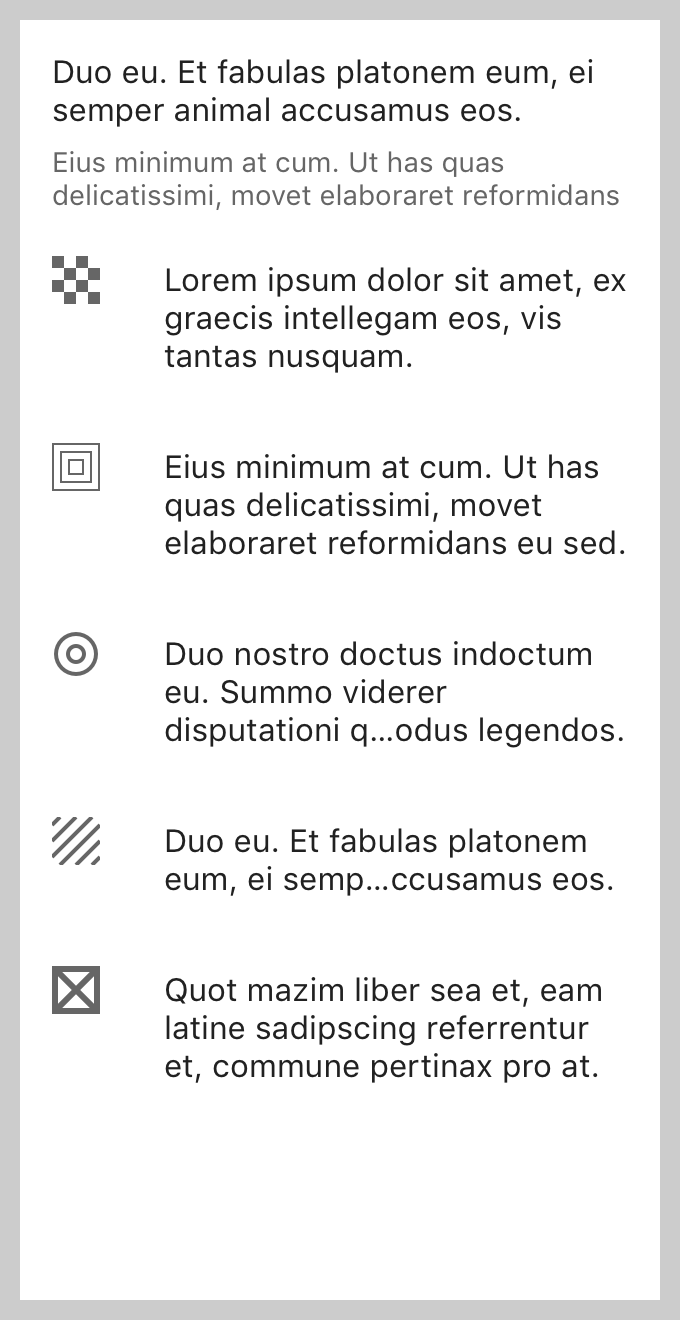 Duo eu. Et fabulas platonem eum, ei
semper animal accusamus eos.
Eius minimum at cum. Ut has quas
delicatissimi, movet elaboraret reformidans
Lorem ipsum dolor sit amet, ex
graecis intellegam eos, vis
tantas nusquam.
Eius minimum at cum. Ut has
quas delicatissimi, movet
elaboraret reformidans eu sed.
Duo nostro doctus indoctum
eu. Summo viderer
disputationi q...odus legendos.
Duo eu. Et fabulas platonem
eum, ei semp...ccusamus eos.
Quot mazim liber sea et, eam
latine sadipscing referrentur
et, commune pertinax pro at.